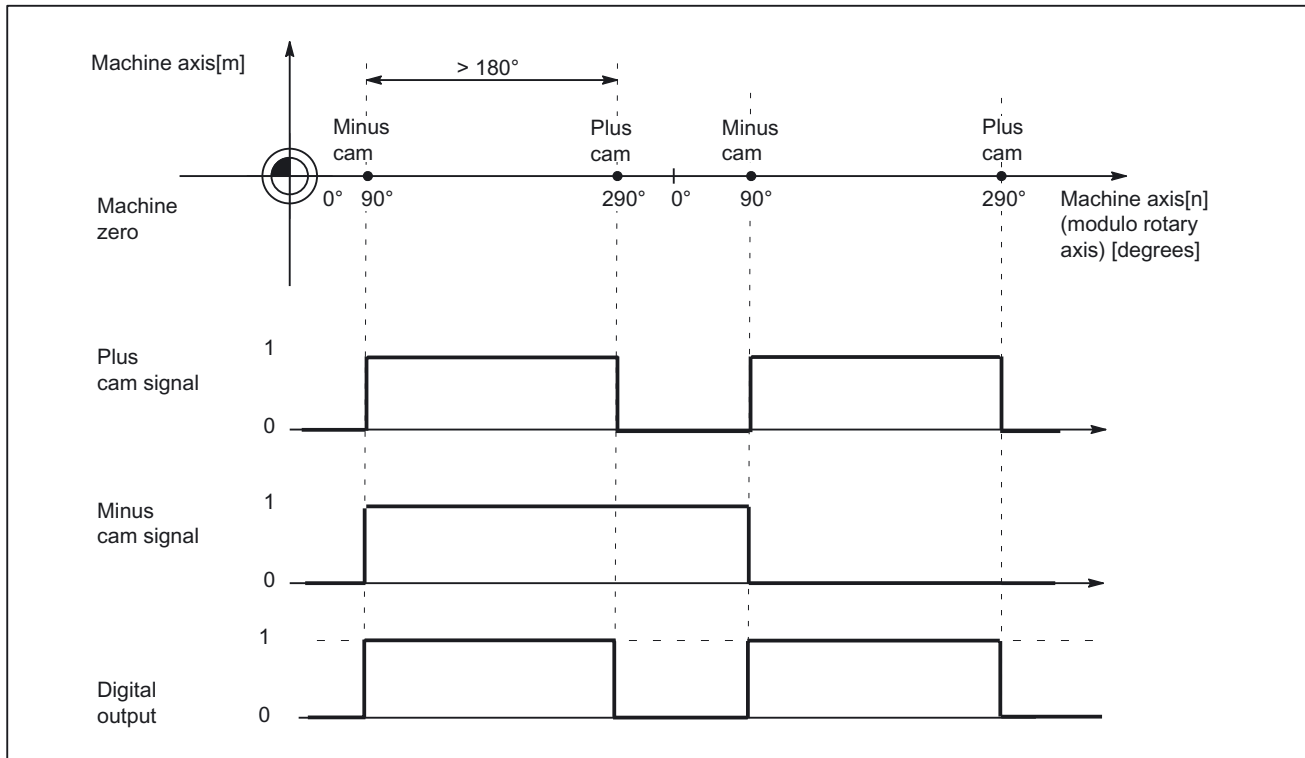 Machine axis[m]
> 180°
Minus
cam
Plus
cam
Minus
cam
Plus
cam
Machine
zero
0°
90°
290°
0°
90°
290°
Machine axis[n]
(modulo rotary
axis) [degrees]
Plus
cam signal
1
0
Minus
cam signal
1
0
Digital
output
1
0